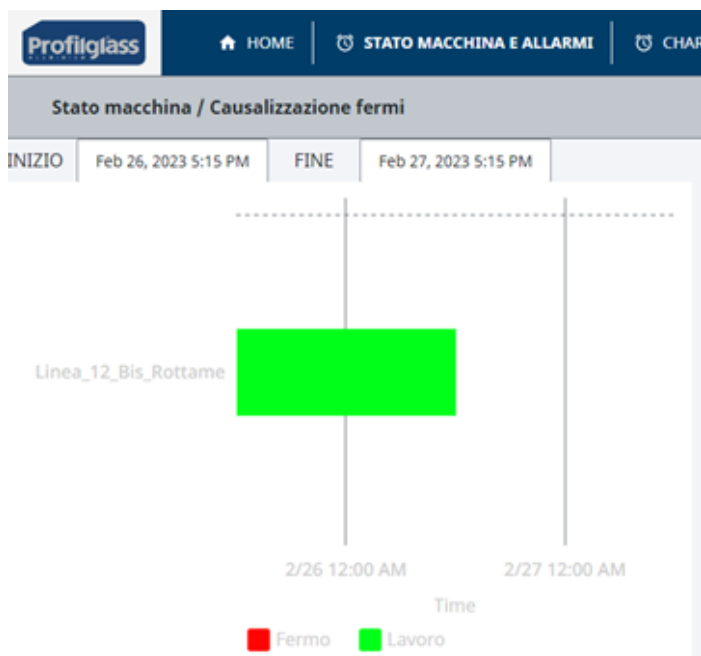 Profilglass
HOME
STATO MACCHINA E ALLARMI
CHAR
Stato macchina / Causalizzazione fermi
INIZIO
Feb 26, 2023 5:15 PM
FINE
Feb 27, 2023 5:15 PM
Linea_12_Bis_Rottame
2/26 12:00 AM
2/27 12:00 AM
Time
Fermo
Lavoro